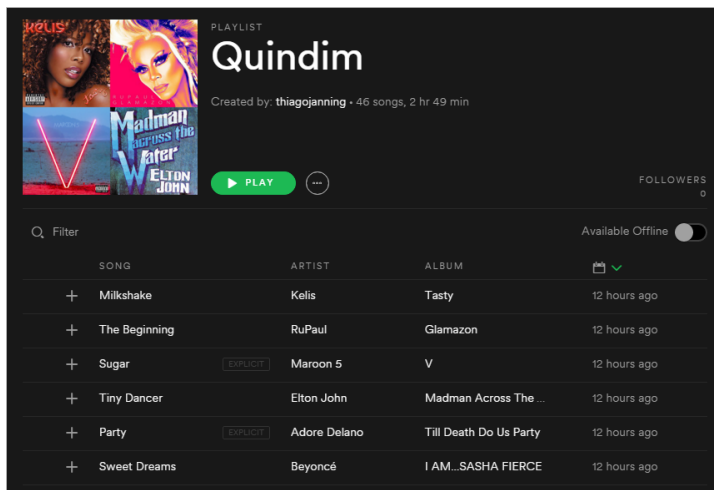 KELIS
RUPAUL
GLAMAZON
Madman
across the
Water
ELTON
JOHN
PLAYLIST
Quindim
Created by: thiagojanning • 46 songs, 2 hr 49 min
PLAY
FOLLOWERS
0
Filter
Available Offline
SONG ARTIST ALBUM
Milkshake Kelis Tasty 12 hours ago
The Beginning RuPaul Glamazon 12 hours ago
Sugar EXPLICIT Maroon 5 V 12 hours ago
Tiny Dancer Elton John Madman Across The ... 12 hours ago
Party EXPLICIT Adore Delano Till Death Do Us Party 12 hours ago
Sweet Dreams Beyoncé I AM...SASHA FIERCE 12 hours ago